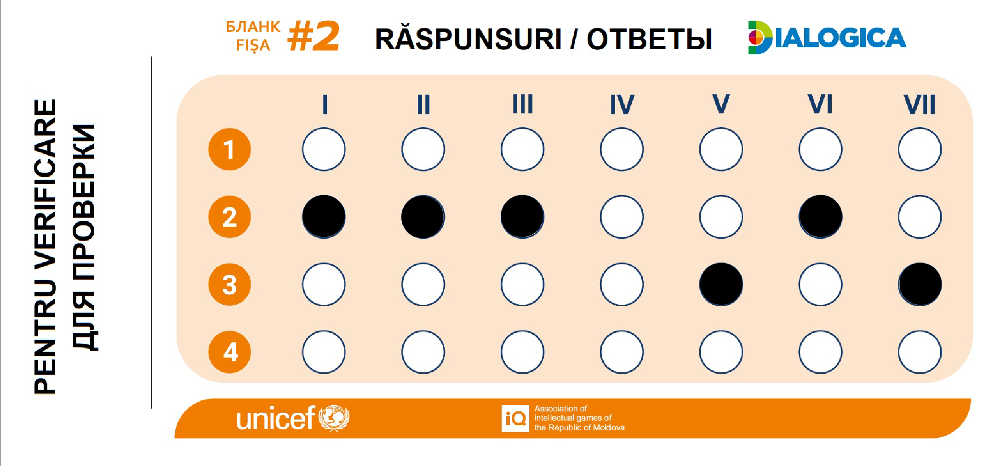 PENTRU VERIFICARE
ДЛЯ ПРОВЕРКИ
БЛАНК
FIȘA
#2
RĂSPUNSURI / ОТВЕТЫ
DIALOGICA
I II III IV V VI VII
1
2
3
4
unicef
iQ
Association of
intellectual games of
the Republic of Moldova